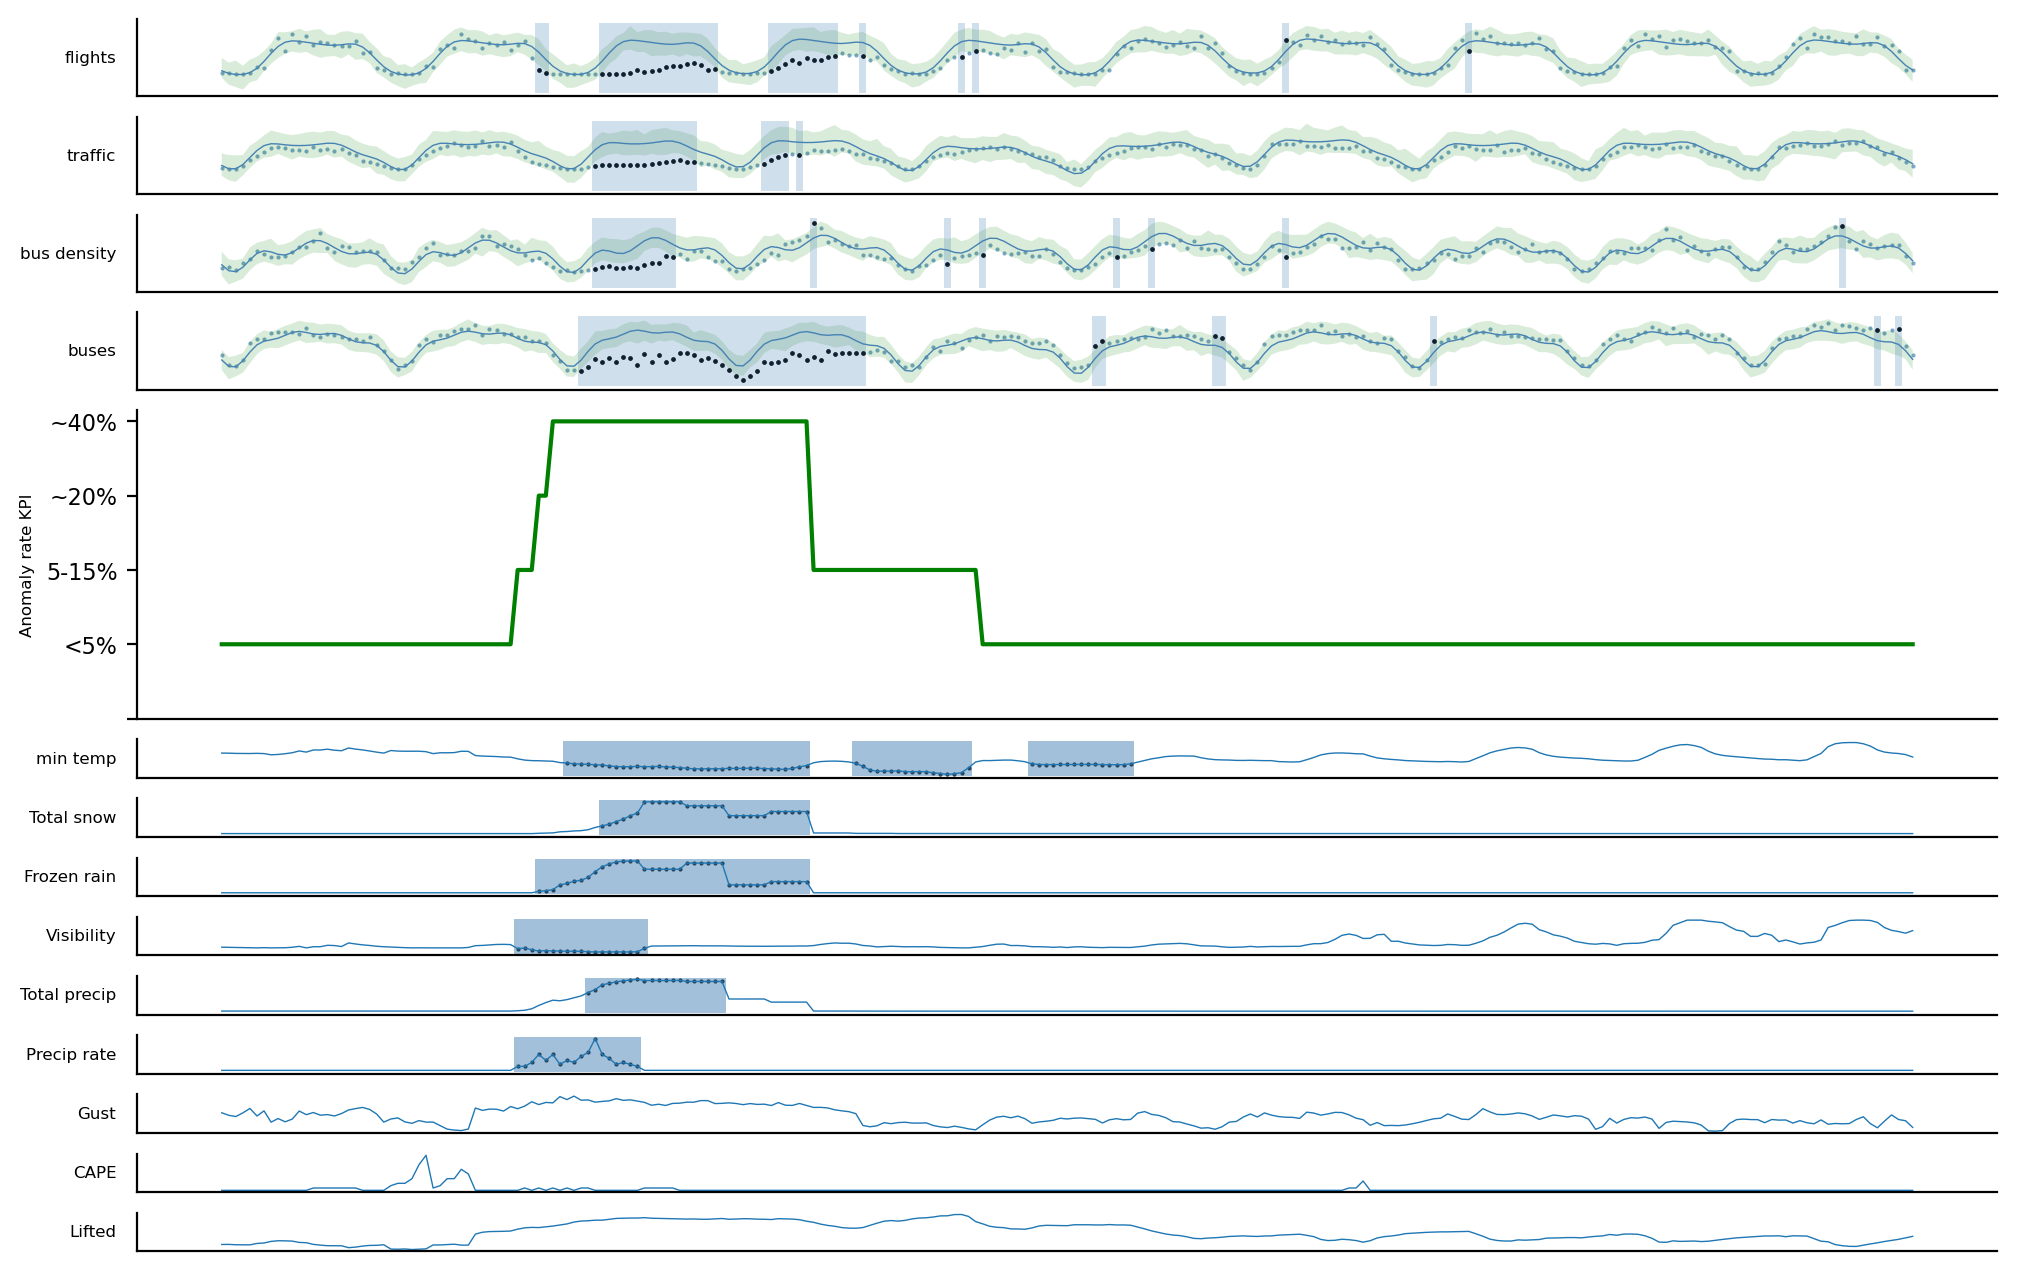 flights
traffic
bus density
buses
~40%
~20%
5-15%
<5%
Anomaly rate KPI
min temp
Total snow
Frozen rain
Visibility
Total precip
Precip rate
Gust
CAPE
Lifted